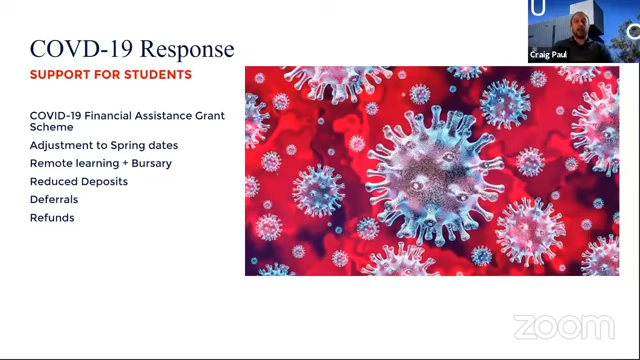 COVD-19 Response
SUPPORT FOR STUDENTS
COVID-19 Financial Assistance Grant
Scheme
Adjustment to Spring dates
Remote learning + Bursary
Reduced Deposits
Deferrals
Refunds
U
Craig Paul
zoom